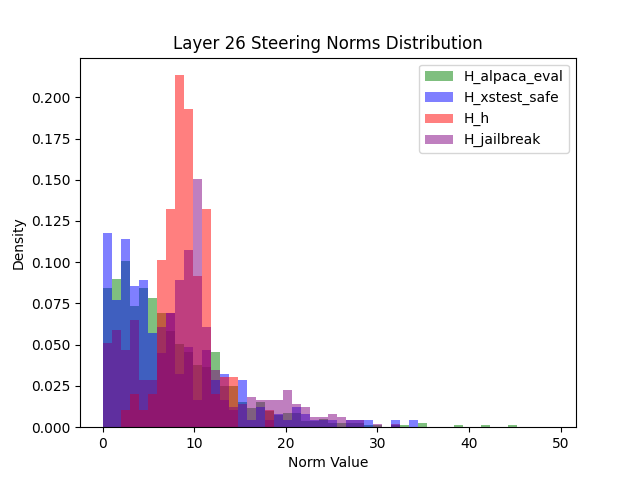 Layer 26 Steering Norms Distribution
H_alpaca_eval
H_xstest_safe
H_h
H_jailbreak
Density
0.200
0.175
0.150
0.125
0.100
0.075
0.050
0.025
0.000
0 10 20 30 40 50
Norm Value